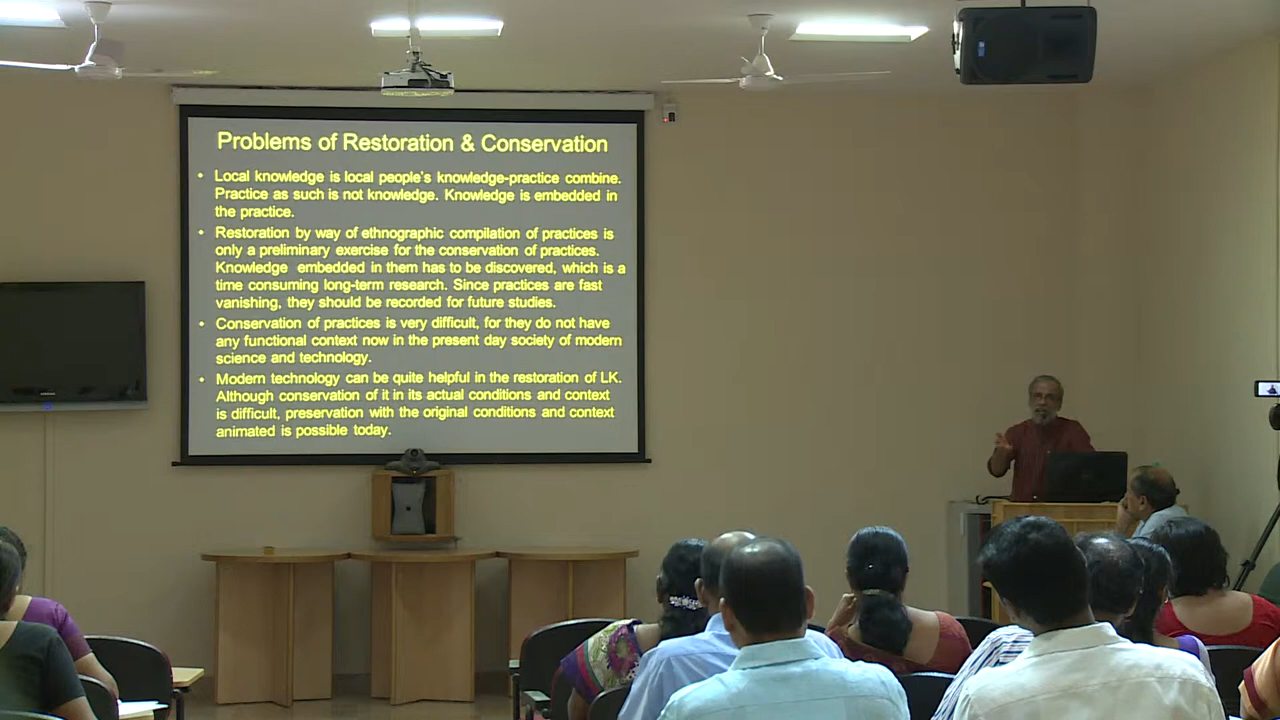 Problems of Restoration & Conservation
• Local knowledge is local people's knowledge-practice combine.
Practice as such is not knowledge. Knowledge is embedded in
the practice.
• Restoration by way of ethnographic compilation of practices is
only a preliminary exercise for the conservation of practices.
Knowledge embedded in them has to be discovered, which is a
time consuming long-term research. Since practices are fast
vanishing, they should be recorded for future studies.
• Conservation of practices is very difficult, for they do not have
any functional context now in the present day society of modern
science and technology.
• Modern technology can be quite helpful in the restoration of LK.
Although conservation of it in its actual conditions and context
is difficult, preservation with the original conditions and context
animated is possible today.